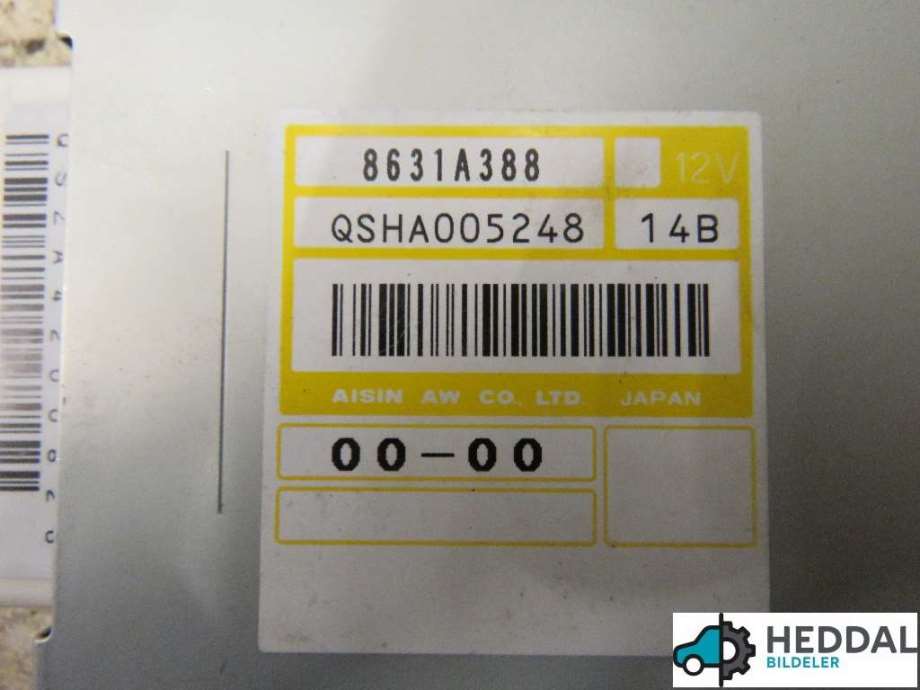 8631A388 12V
QSHA005248 14B
AISIN AW CO., LTD. JAPAN
00-00
HEDDAL
BILDELER